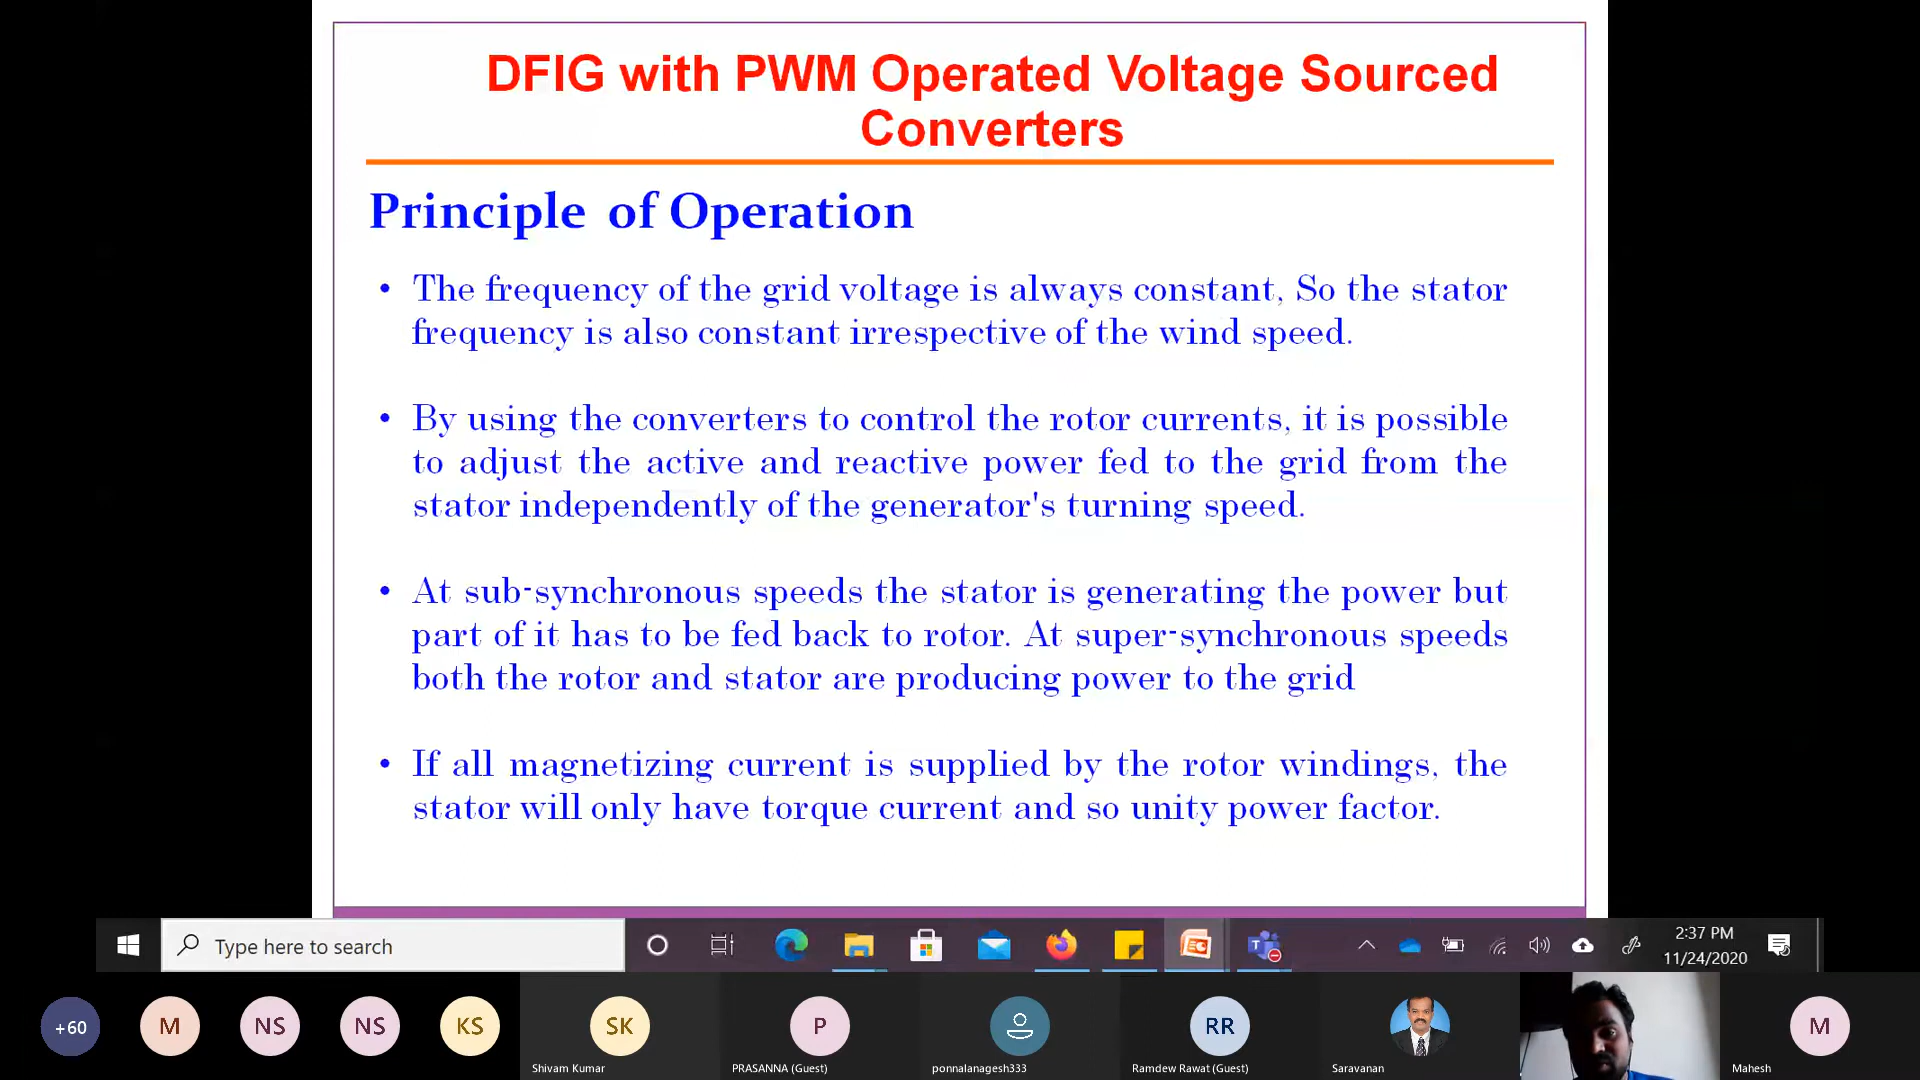 DFIG with PWM Operated Voltage Sourced
Converters
Principle of Operation
• The frequency of the grid voltage is always constant, So the stator
frequency is also constant irrespective of the wind speed.
• By using the converters to control the rotor currents, it is possible
to adjust the active and reactive power fed to the grid from the
stator independently of the generator's turning speed.
• At sub-synchronous speeds the stator is generating the power but
part of it has to be fed back to rotor. At super-synchronous speeds
both the rotor and stator are producing power to the grid
• If all magnetizing current is supplied by the rotor windings, the
stator will only have torque current and so unity power factor.
Type here to search
2:37 PM
11/24/2020
+60
M
NS
NS
KS
SK
P
RR
M
Shivam Kumar
PRASANNA (Guest)
ponnalanagesh333
Ramdew Rawat (Guest)
Saravanan
Mahesh